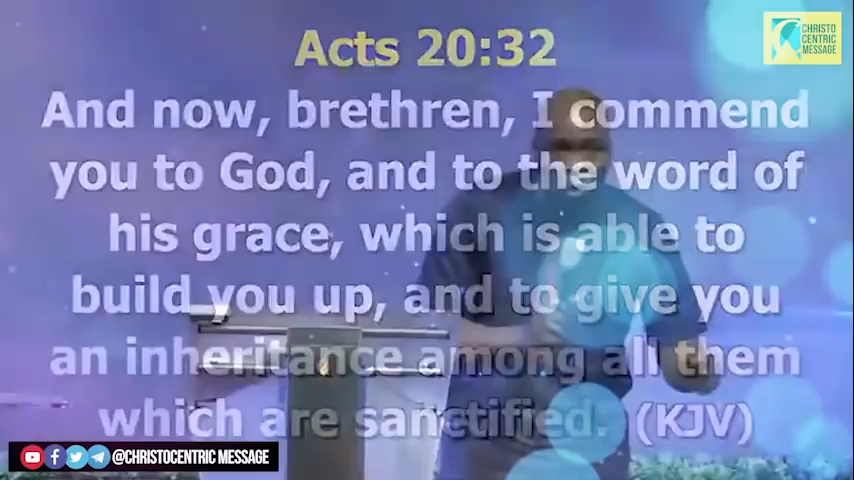 Acts 20:32
And now, brethren, I commend
you to God, and to the word of
his grace, which is able to
build you up, and to give you
an inheritance among all them
which are sanctified. (KJV)
CHRISTO
CENTRIC
MESSAGE
@CHRISTOCENTRIC MESSAGE